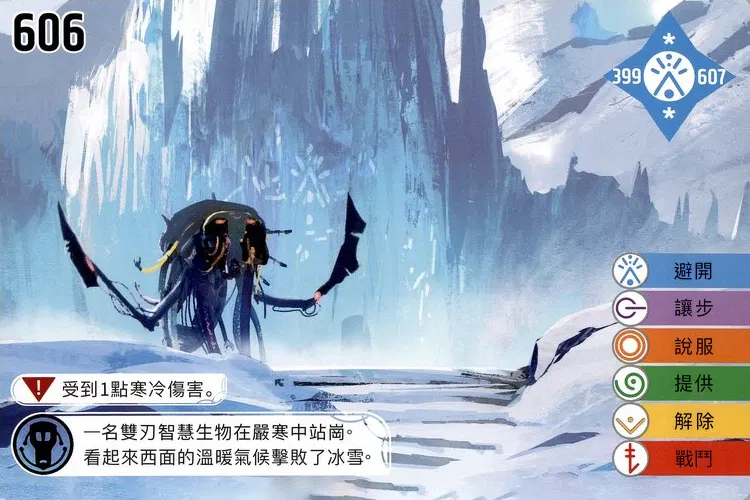 606
399 607
避開
讓步
說服
提供
解除
戰鬥
受到1點寒冷傷害。
一名雙刃智慧生物在嚴寒中站崗。
看起來西面的溫暖氣候擊敗了冰雪。